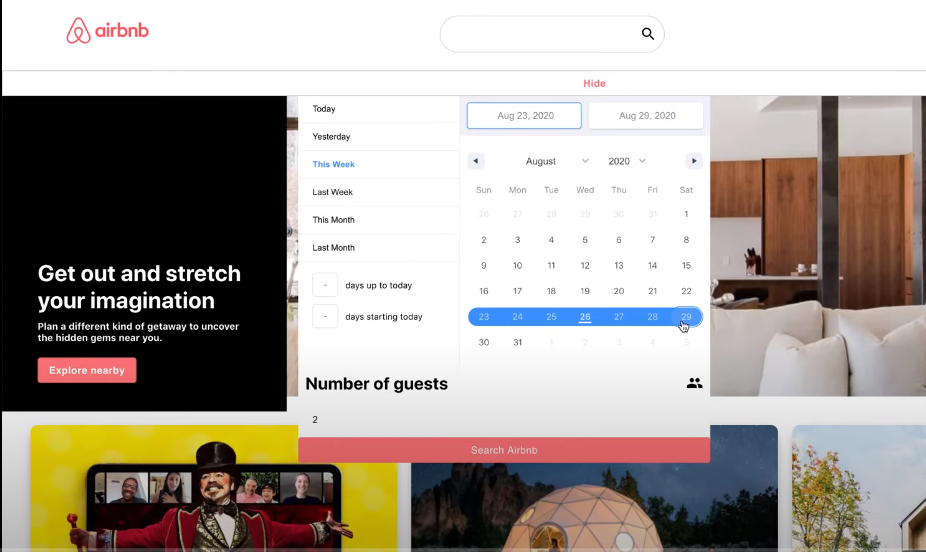 airbnb
Hide
Today
Yesterday
This Week
Last Week
This Month
Last Month
- days up to today
- days starting today
Aug 23, 2020 Aug 29, 2020
August 2020
Sun Mon Tue Wed Thu Fri Sat
26 27 28 29 30 31 1
2 3 4 5 6 7 8
9 10 11 12 13 14 15
16 17 18 19 20 21 22
23 24 25 26 27 28 29
30 31 1 2 3 4 5
Get out and stretch
your imagination
Plan a different kind of getaway to uncover
the hidden gems near you.
Explore nearby
Number of guests
2
Search Airbnb